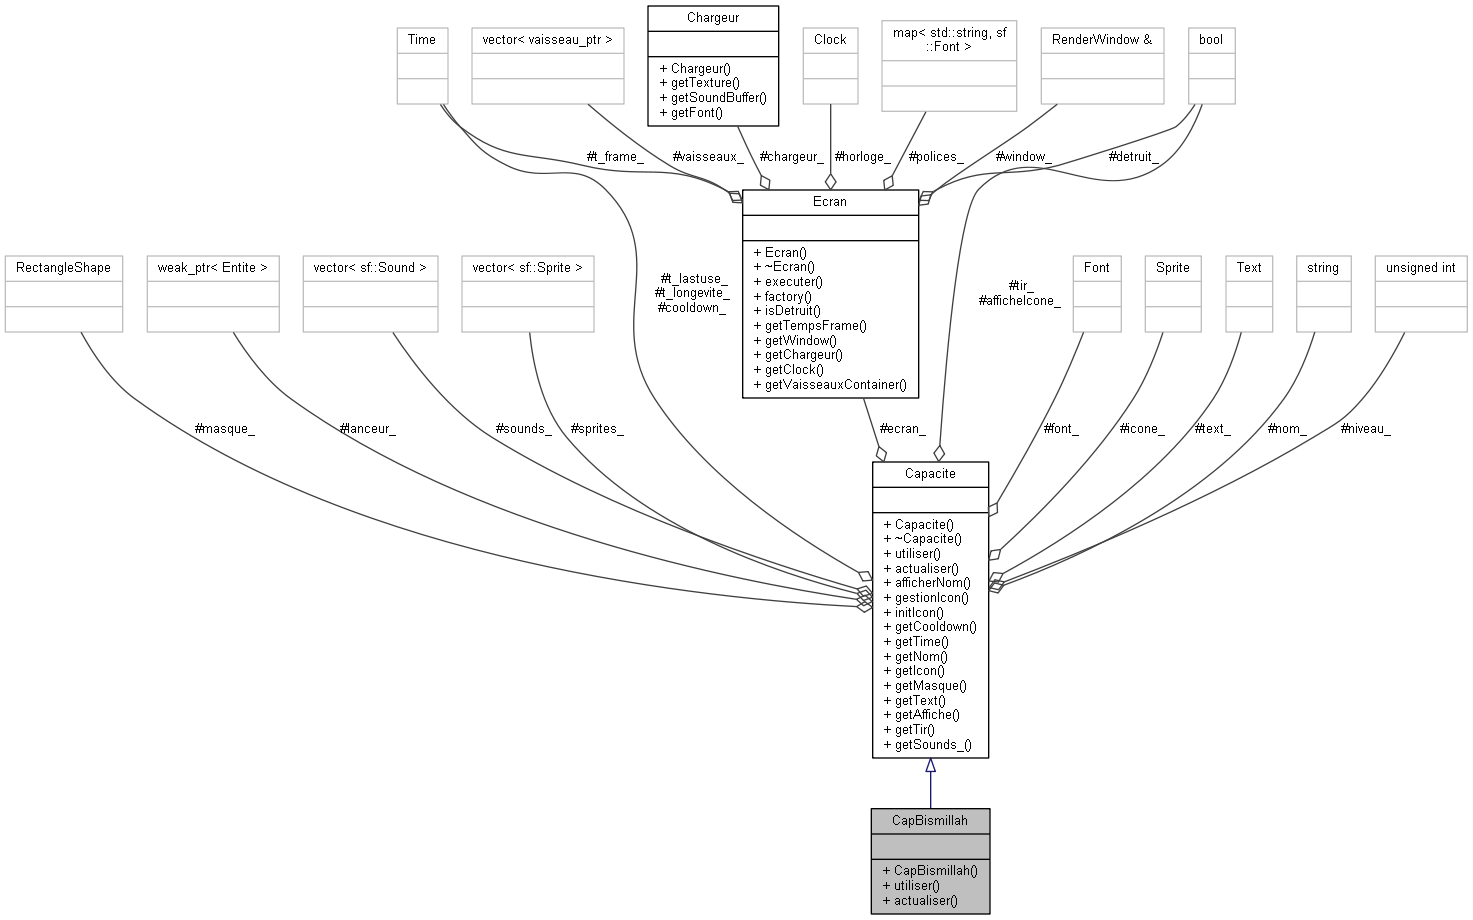 Chargeur
Time
vector< vaisseau_ptr >
Clock
map< std::string, sf
::Font >
RenderWindow &
bool
+ Chargeur()
+ getTexture()
+ getSoundBuffer()
+ getFont()
#t_frame_
#vaisseaux_
#chargeur_
#horloge_
#polices_
#window_
#detruit_
Ecran
+ Ecran()
+ ~Ecran()
+ executer()
+ factory()
+ isDetruit()
+ getTempsFrame()
+ getWindow()
+ getChargeur()
+ getClock()
+ getVaisseauxContainer()
RectangleShape
weak_ptr< Entite >
vector< sf::Sound >
vector< sf::Sprite >
#t_lastuse_
#t_longevite_
#cooldown_
#tir_
#afficheIcone_
Font
Sprite
Text
string
unsigned int
#masque_
#lanceur_
#sounds_
#sprites_
#ecran_
#font_
#icone_
#text_
#nom_
#niveau_
Capacite
+ Capacite()
+ ~Capacite()
+ utiliser()
+ actualiser()
+ afficherNom()
+ gestionIcon()
+ initIcon()
+ getCooldown()
+ getTime()
+ getNom()
+ getIcon()
+ getMasque()
+ getText()
+ getAffiche()
+ getTir()
+ getSounds_()
CapBismillah
+ CapBismillah()
+ utiliser()
+ actualiser()